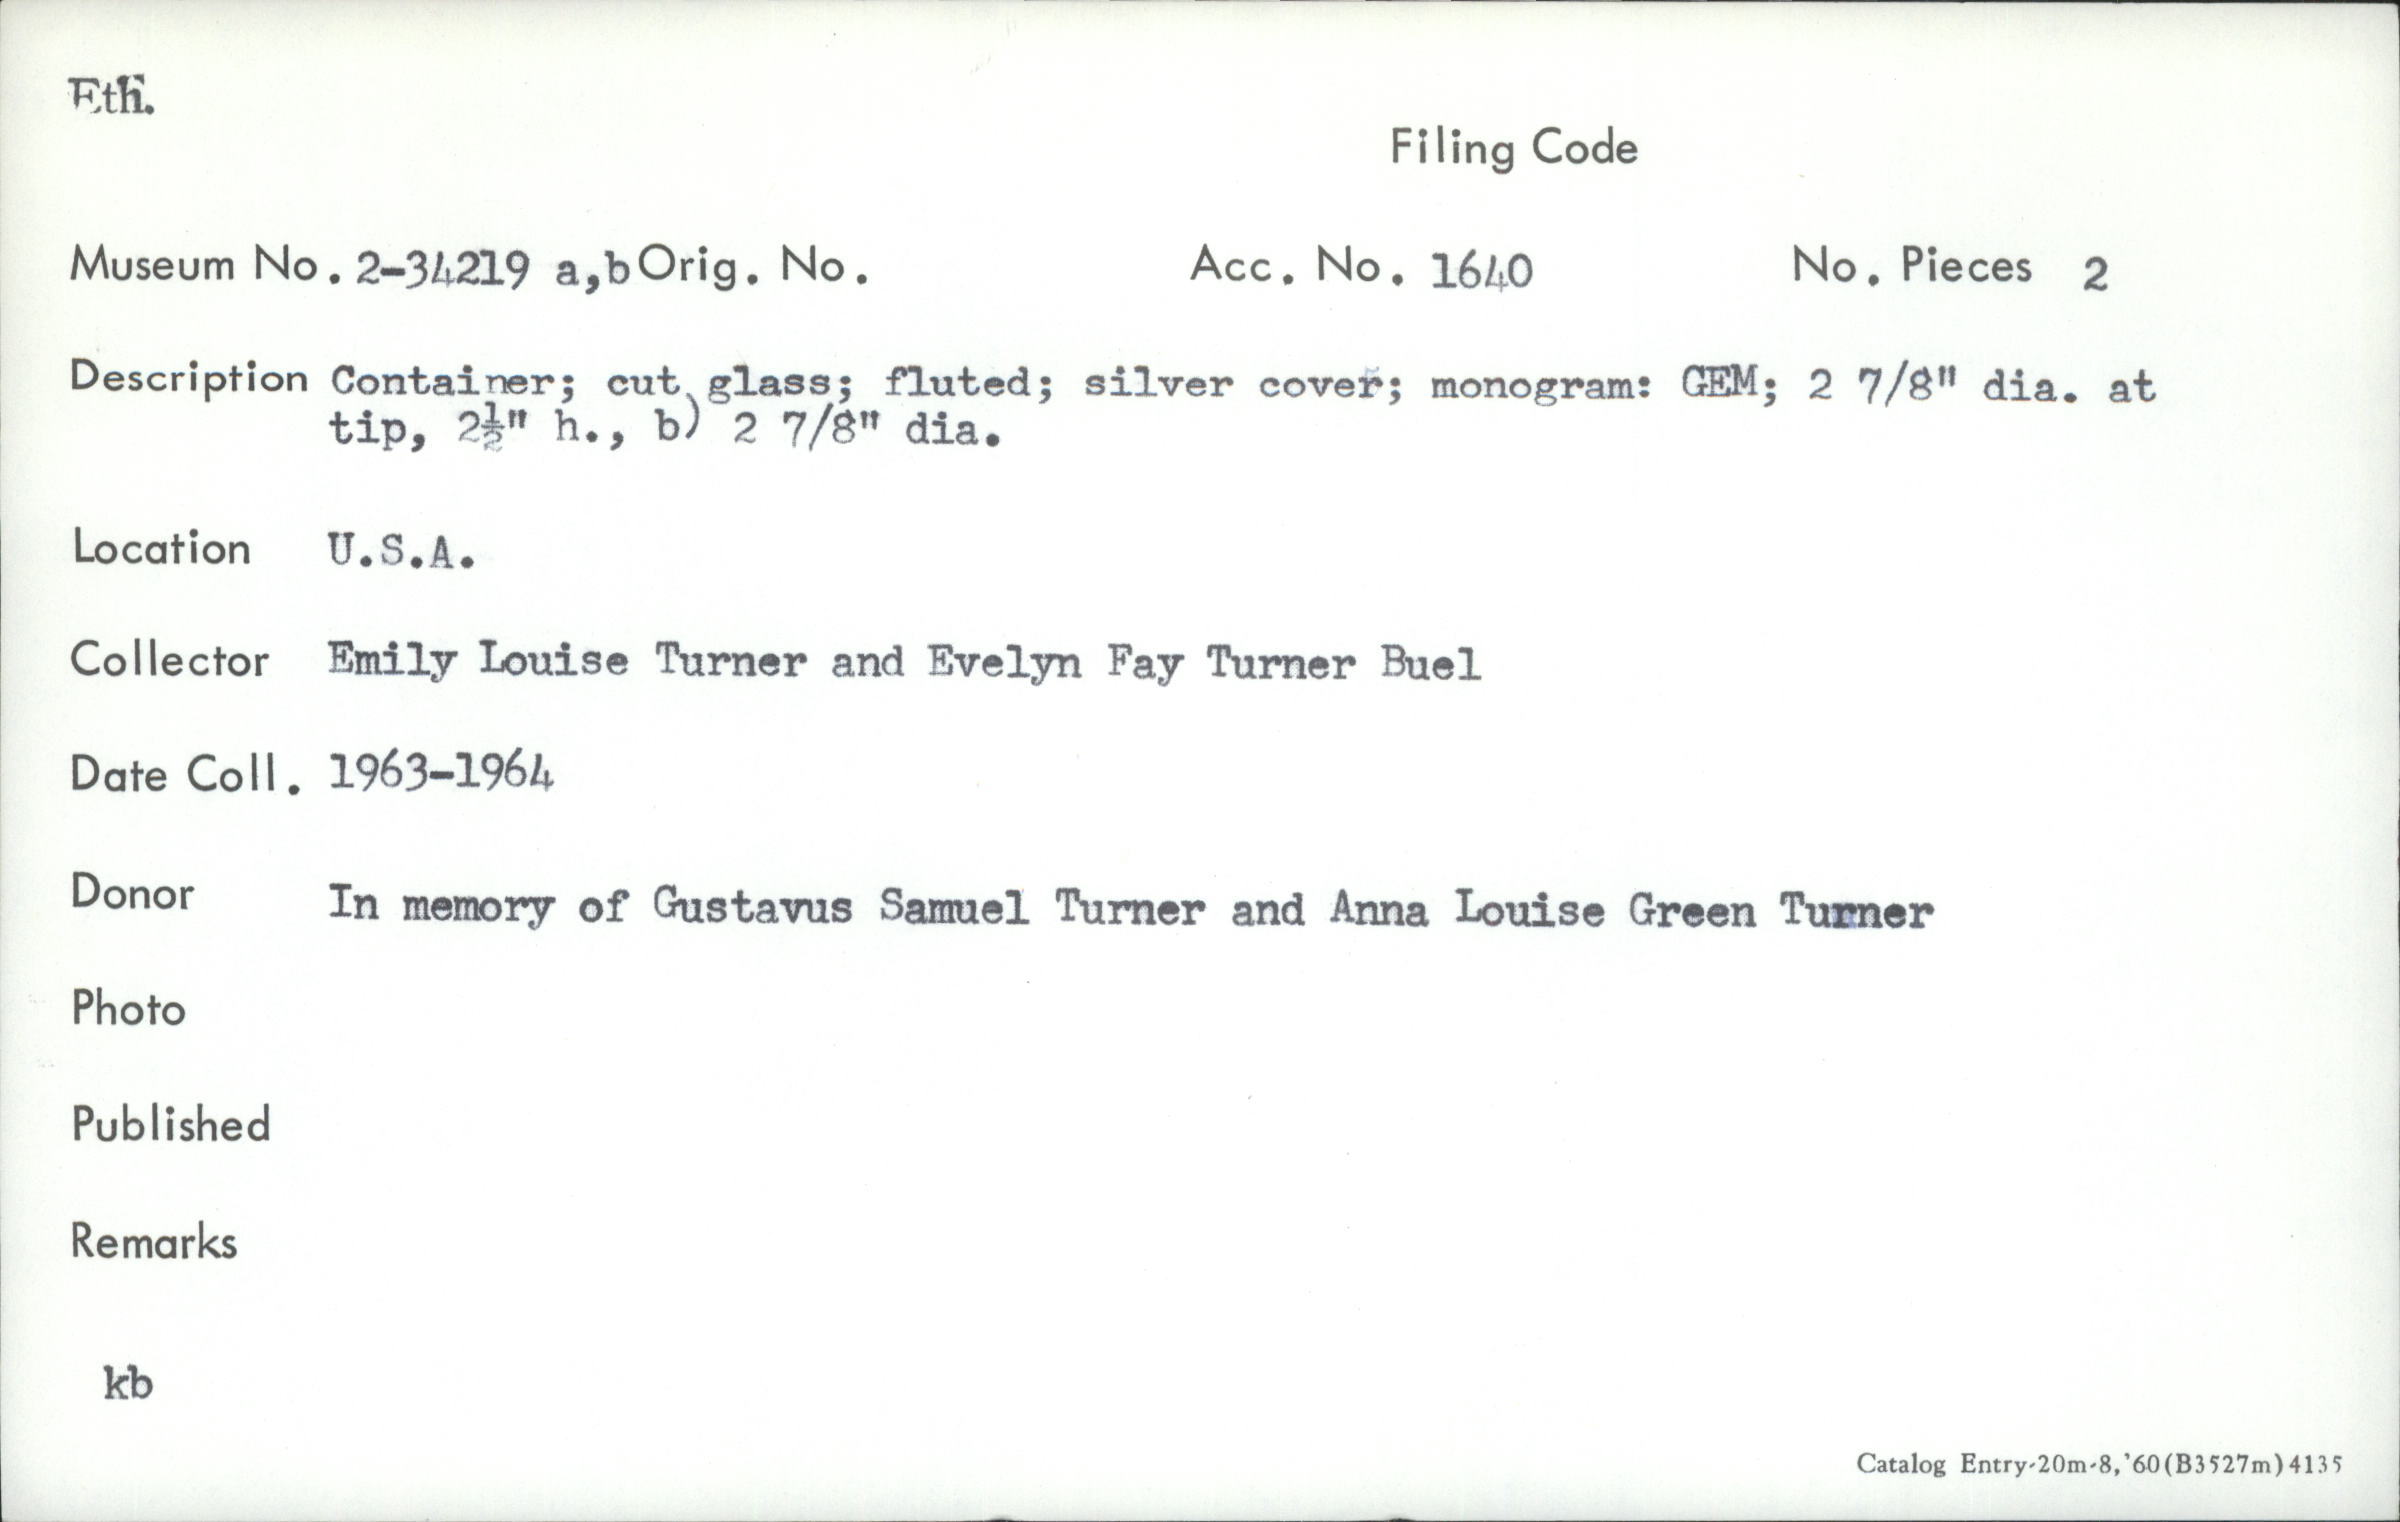 Eth.
Filing Code
Museum No. 2-34219 a,b Orig. No. Acc. No. 1640 No. Pieces 2
Description Container; cut glass; fluted; silver cover; monogram: GEM; 2 7/8" dia. at
tip, 2½" h., b) 2 7/8" dia.
Location U.S.A.
Collector Emily Louise Turner and Evelyn Fay Turner Buel
Date Coll. 1963-1964
Donor In memory of Gustavus Samuel Turner and Anna Louise Green Turner
Photo
Published
Remarks
kb
Catalog Entry-20m-8,'60(B3527m)4135